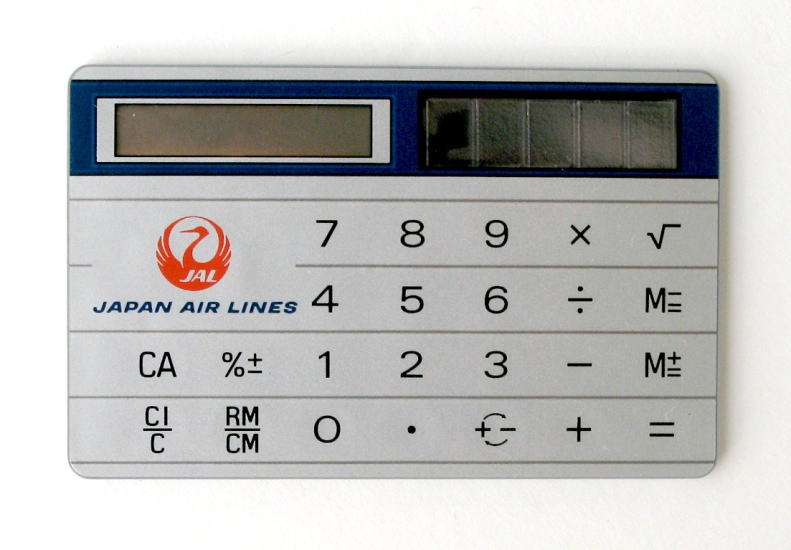 7 8 9 × √
JAL
JAPAN AIR LINES
4 5 6 ÷ M=
CA %± 1 2 3 − M±
CI/C RM/CM 0 · +− + =